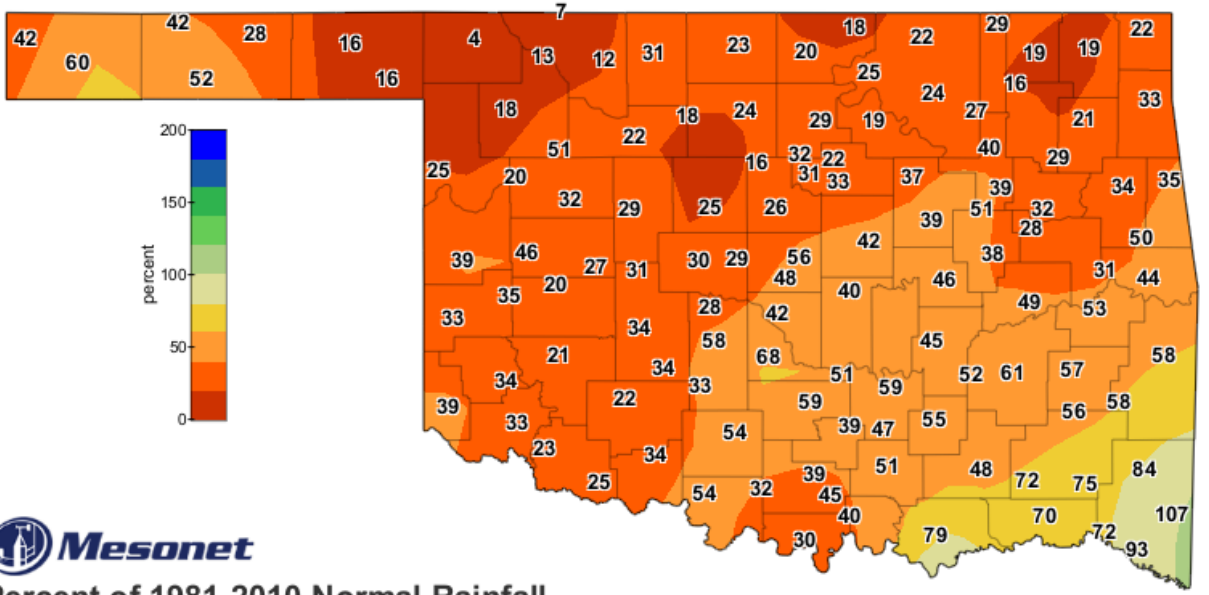 7
42 42 28 16 4 13 12 31 23 20 18 22 29 19 19 22
60 52 16 18 18 24 25 24 16 27 21 33
200
51 22 29 19 40 29
25 20 16 32 22 31 33 37 39 34 35
150
32 29 25 26 39 51 32 28 50
39 46 27 31 30 29 56 42 38 31
percent
100
35 20 48 40 46 44
33 34 28 42 49 53
50
21 58 68 45 58
34 34 33 51 59 52 61 57
0
39 22 59 58
33 54 39 47 55 56
23 34 51
25 54 32 39 45 48 72 75 84
40 70 107
30 79 72 93
Mesonet
Percent of 1981-2010 Normal Rainfall